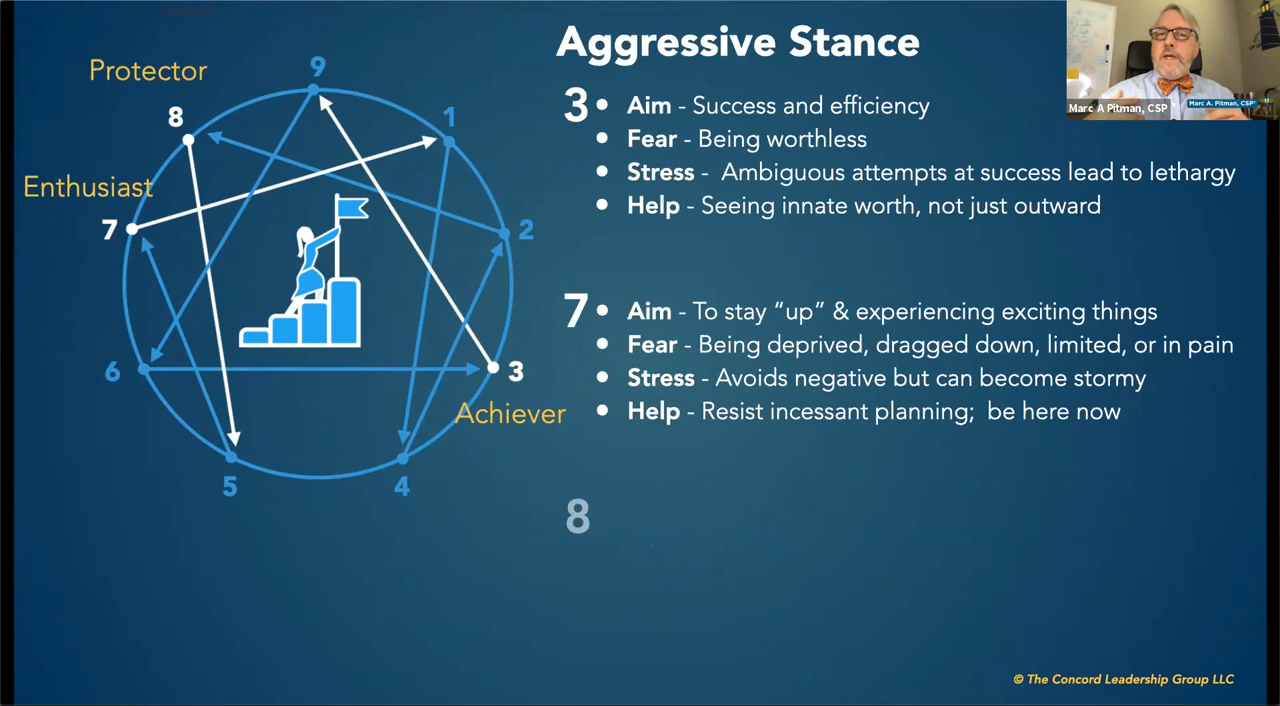 Aggressive Stance
Protector
Enthusiast
Achiever
9
8
1
7
2
6
3
5
4
3
• Aim - Success and efficiency
• Fear - Being worthless
• Stress - Ambiguous attempts at success lead to lethargy
• Help - Seeing innate worth, not just outward
7
• Aim - To stay “up” & experiencing exciting things
• Fear - Being deprived, dragged down, limited, or in pain
• Stress - Avoids negative but can become stormy
• Help - Resist incessant planning; be here now
8
Marc A Pitman, CSP
Marc A. Pitman, CSP
© The Concord Leadership Group LLC